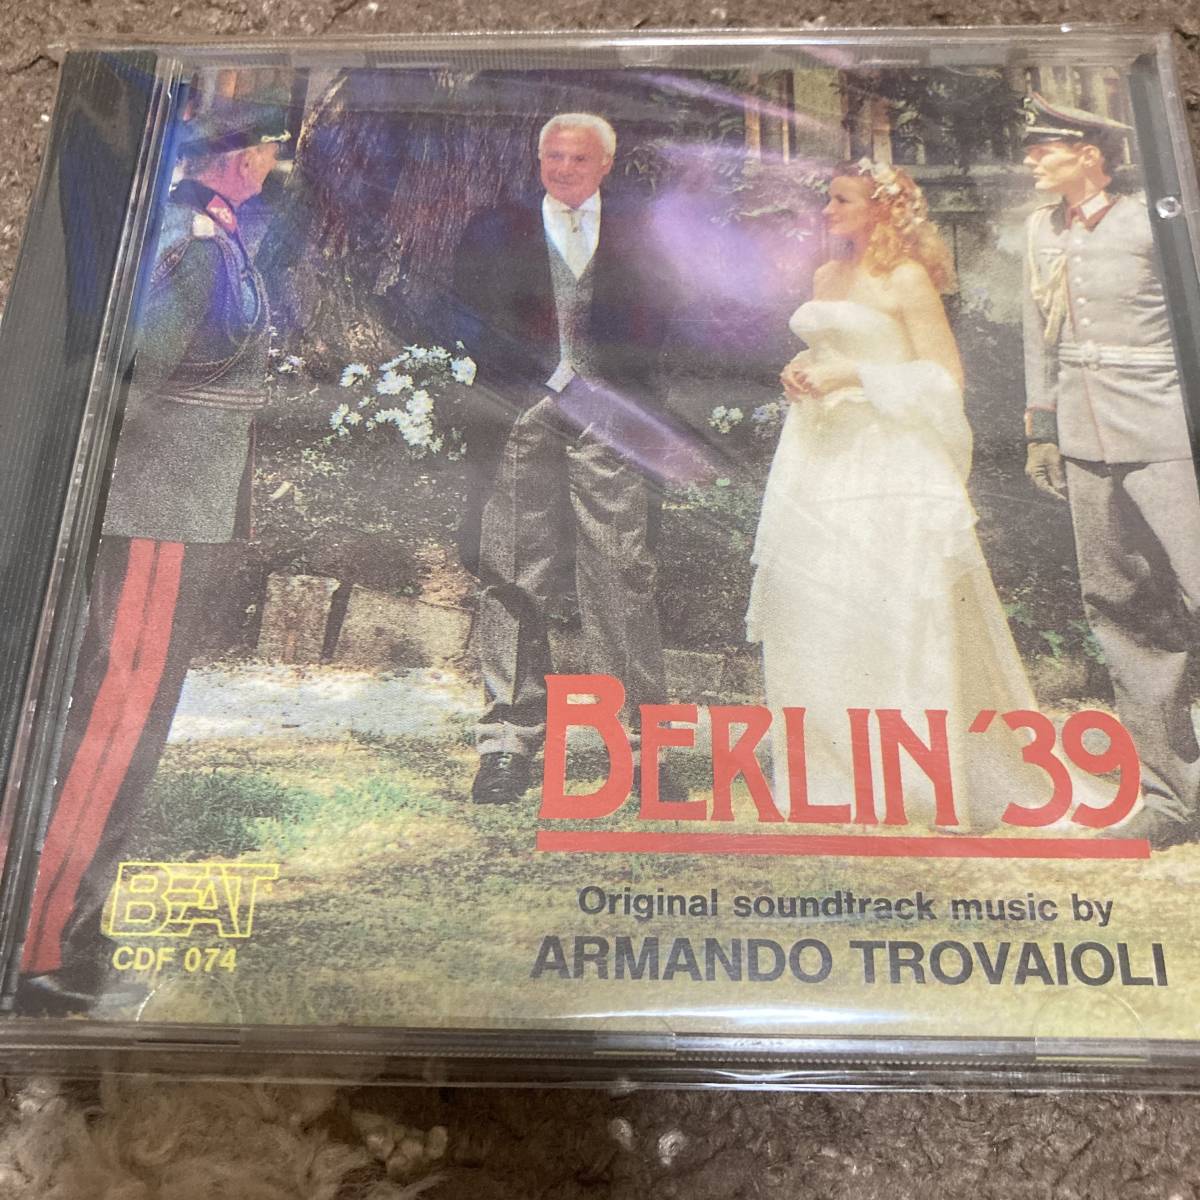 BERLIN '39
Original soundtrack music by
ARMANDO TROVAIOLI
BEAT
CDF 074